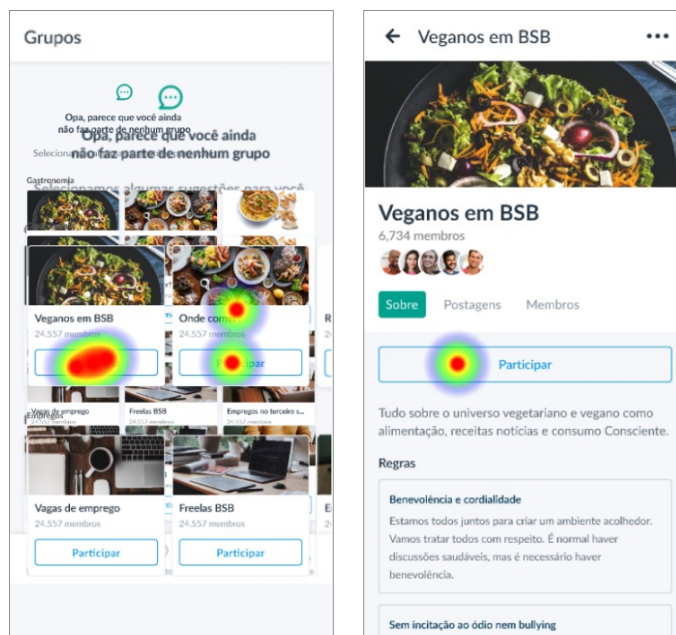 Grupos
Opa, parece que você ainda
não faz parte de nenhum grupo
Opa, parece que você ainda
não faz parte de nenhum grupo
Selecionamos algumas sugestões para você
Gastronomia
Veganos em BSB
24.557 membros
Onde comer?
24.557 membros
Participar
Vagas de emprego
Freelas BSB
Empregos no terceiro s...
Empregos
Vagas de emprego
24.557 membros
Participar
Freelas BSB
24.557 membros
Participar
Veganos em BSB
Veganos em BSB
6,734 membros
Sobre
Postagens
Membros
Participar
Tudo sobre o universo vegetariano e vegano como
alimentação, receitas notícias e consumo Consciente.
Regras
Benevolência e cordialidade
Estamos todos juntos para criar um ambiente acolhedor.
Vamos tratar todos com respeito. É normal haver
discussões saudáveis, mas é necessário haver
benevolência.
Sem incitação ao ódio nem bullying